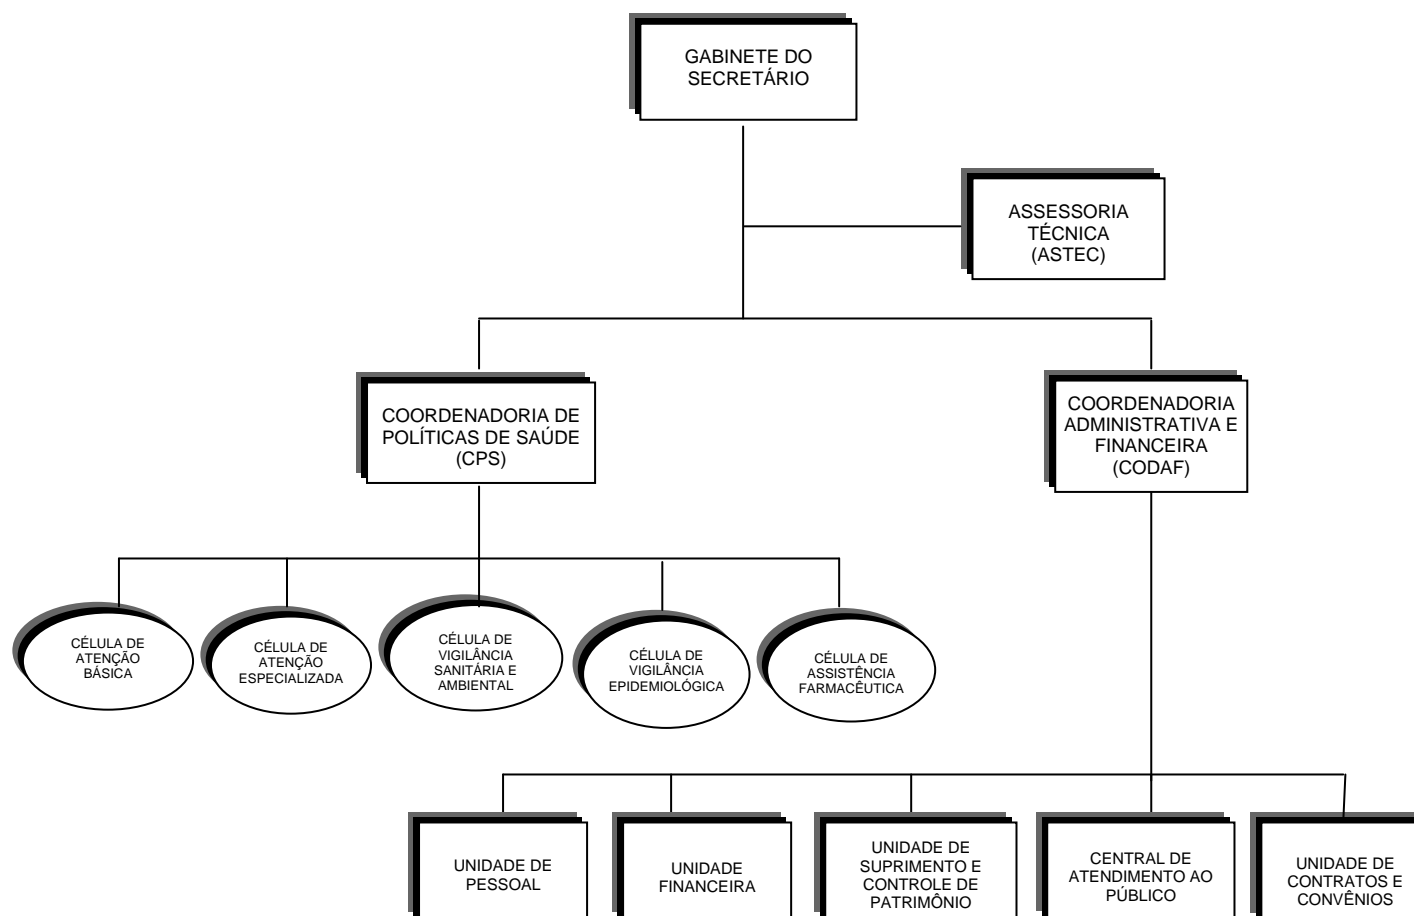 GABINETE DO
SECRETÁRIO
ASSESSORIA
TÉCNICA
(ASTEC)
COORDENADORIA DE
POLÍTICAS DE SAÚDE
(CPS)
COORDENADORIA
ADMINISTRATIVA E
FINANCEIRA
(CODAF)
CÉLULA DE
ATENÇÃO
BÁSICA
CÉLULA DE
ATENÇÃO
ESPECIALIZADA
CÉLULA DE
VIGILÂNCIA
SANITÁRIA E
AMBIENTAL
CÉLULA DE
VIGILÂNCIA
EPIDEMIOLÓGICA
CÉLULA DE
ASSISTÊNCIA
FARMACÊUTICA
UNIDADE DE
PESSOAL
UNIDADE
FINANCEIRA
UNIDADE DE
SUPRIMENTO E
CONTROLE DE
PATRIMÔNIO
CENTRAL DE
ATENDIMENTO AO
PÚBLICO
UNIDADE DE
CONTRATOS E
CONVÊNIOS